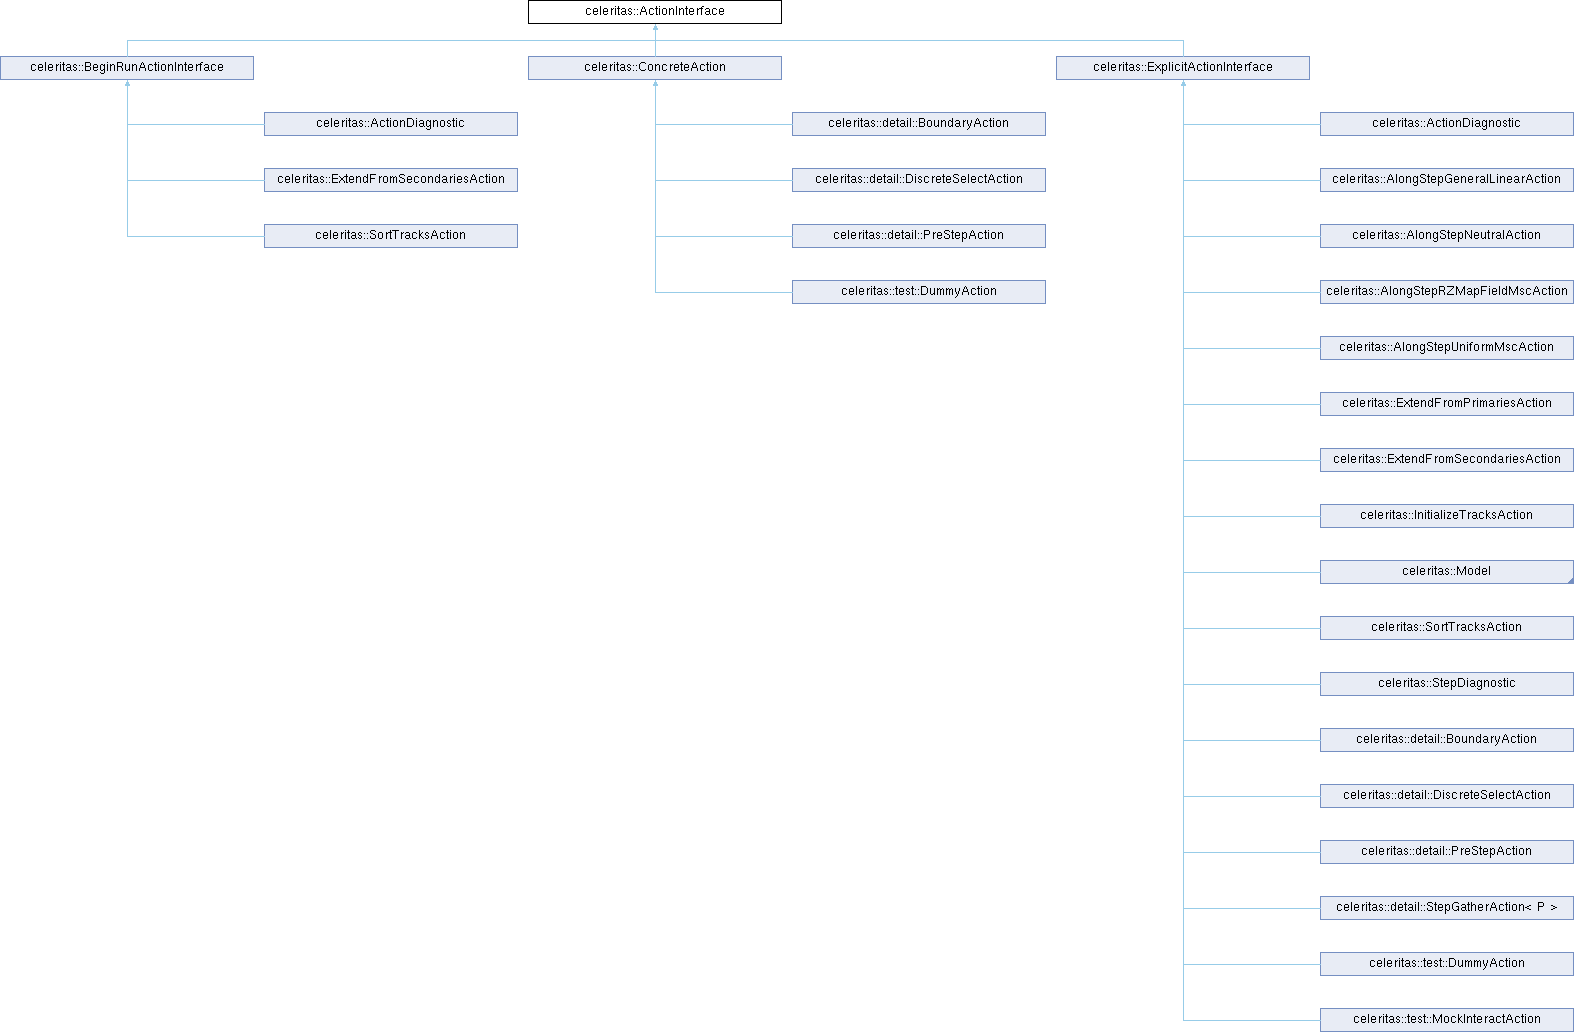 celeritas::ActionInterface
celeritas::BeginRunActionInterface
celeritas::ConcreteAction
celeritas::ExplicitActionInterface
celeritas::ActionDiagnostic
celeritas::detail::BoundaryAction
celeritas::ActionDiagnostic
celeritas::ExtendFromSecondariesAction
celeritas::detail::DiscreteSelectAction
celeritas::AlongStepGeneralLinearAction
celeritas::SortTracksAction
celeritas::detail::PreStepAction
celeritas::AlongStepNeutralAction
celeritas::test::DummyAction
celeritas::AlongStepRZMapFieldMscAction
celeritas::AlongStepUniformMscAction
celeritas::ExtendFromPrimariesAction
celeritas::ExtendFromSecondariesAction
celeritas::InitializeTracksAction
celeritas::Model
celeritas::SortTracksAction
celeritas::StepDiagnostic
celeritas::detail::BoundaryAction
celeritas::detail::DiscreteSelectAction
celeritas::detail::PreStepAction
celeritas::detail::StepGatherAction< P >
celeritas::test::DummyAction
celeritas::test::MockInteractAction